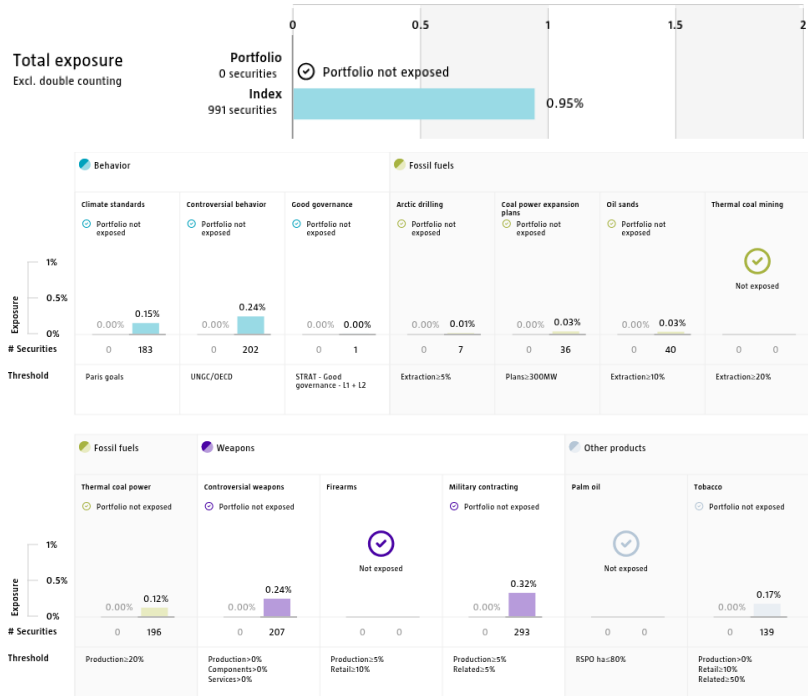 0 0.5 1 1.5 2
Total exposure
Excl. double counting
Portfolio
0 securities
Portfolio not exposed
Index
991 securities
0.95%
Behavior
Fossil fuels
Climate standards
Controversial behavior
Good governance
Arctic drilling
Coal power expansion
plans
Oil sands
Thermal coal mining
Portfolio not
exposed
Portfolio not
exposed
Portfolio not
exposed
Portfolio not
exposed
Portfolio not
exposed
Portfolio not
exposed
Not exposed
Exposure
1%
0.5%
0%
0.00% 0.15%
0.00% 0.24%
0.00% 0.00%
0.00% 0.01%
0.00% 0.03%
0.00% 0.03%
# Securities
0 183
0 202
0 1
0 7
0 36
0 40
0 0
Threshold
Paris goals
UNGC/OECD
STRAT - Good
governance - L1 + L2
Extraction≥5%
Plans≥300MW
Extraction≥10%
Extraction≥20%
Fossil fuels
Weapons
Other products
Thermal coal power
Controversial weapons
Firearms
Military contracting
Palm oil
Tobacco
Portfolio not exposed
Portfolio not exposed
Not exposed
Portfolio not exposed
Not exposed
Portfolio not exposed
Exposure
1%
0.5%
0%
0.00% 0.12%
0.00% 0.24%
0.00% 0.32%
0.00% 0.17%
# Securities
0 196
0 207
0 0
0 293
0 0
0 139
Threshold
Production≥20%
Production>0%
Components>0%
Services>0%
Production≥5%
Retail≥10%
Production≥5%
Related≥5%
RSPO ha≤80%
Production>0%
Retail≥10%
Related≥50%